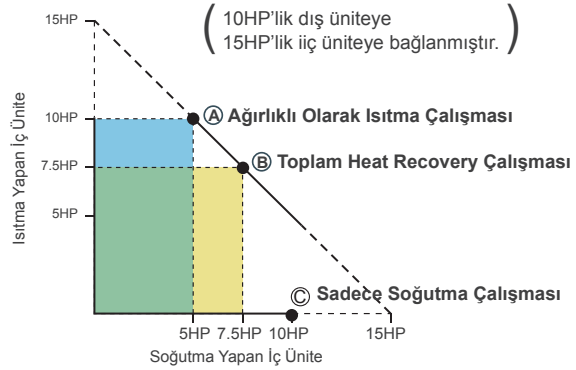 15HP
( 10HP’lik dış üniteye
15HP’lik iiç üniteye bağlanmıştır. )
10HP
Ⓐ Ağırlıklı Olarak Isıtma Çalışması
7.5HP
Ⓑ Toplam Heat Recovery Çalışması
5HP
Isıtma Yapan İç Ünite
Ⓒ Sadece Soğutma Çalışması
5HP 7.5HP 10HP 15HP
Soğutma Yapan İç Ünite